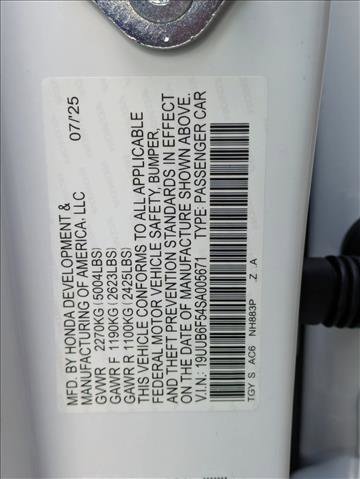 MFD. BY HONDA DEVELOPMENT &
MANUFACTURING OF AMERICA, LLC 07/'25
GVWR 2270KG(5004LBS)
GAWR F 1190KG(2623LBS)
GAWR R 1100KG(2425LBS)
THIS VEHICLE CONFORMS TO ALL APPLICABLE
FEDERAL MOTOR VEHICLE SAFETY, BUMPER,
AND THEFT PREVENTION STANDARDS IN EFFECT
ON THE DATE OF MANUFACTURE SHOWN ABOVE.
V.I.N.: 19UUB6F54SA005671 TYPE: PASSENGER CAR
TGY S AC6 NH883P . Z . A